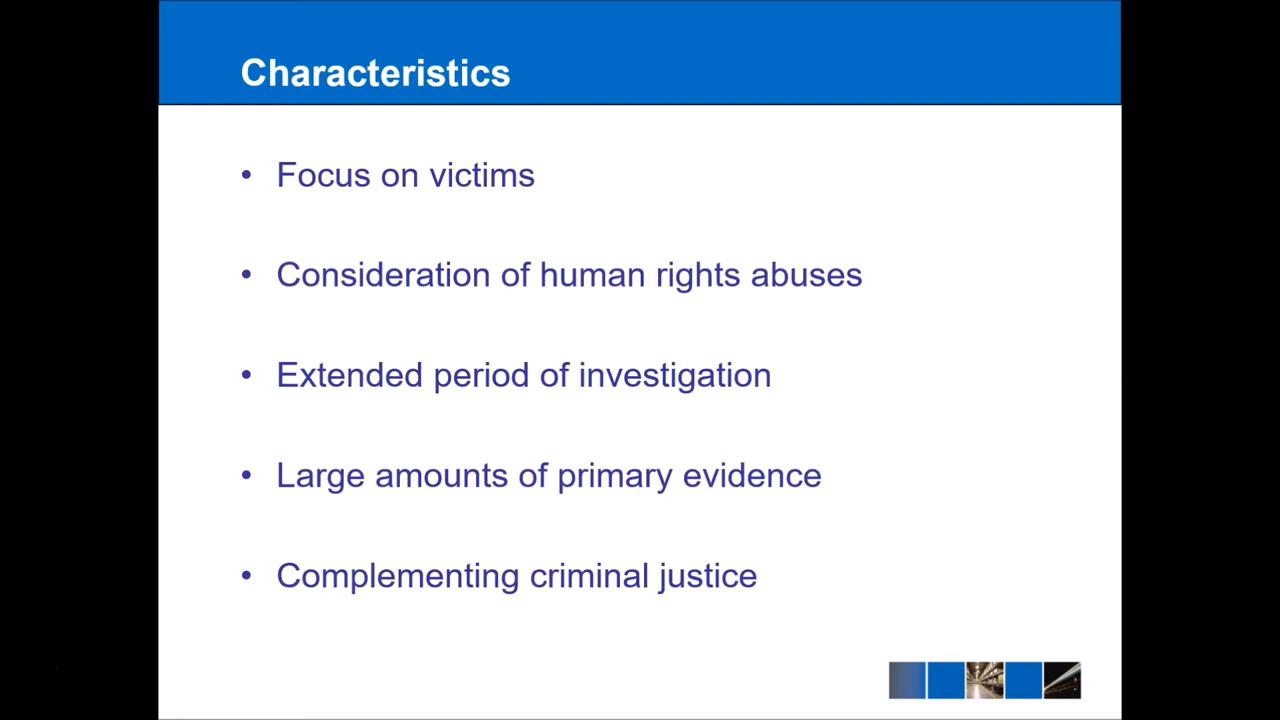 Characteristics
• Focus on victims
• Consideration of human rights abuses
• Extended period of investigation
• Large amounts of primary evidence
• Complementing criminal justice